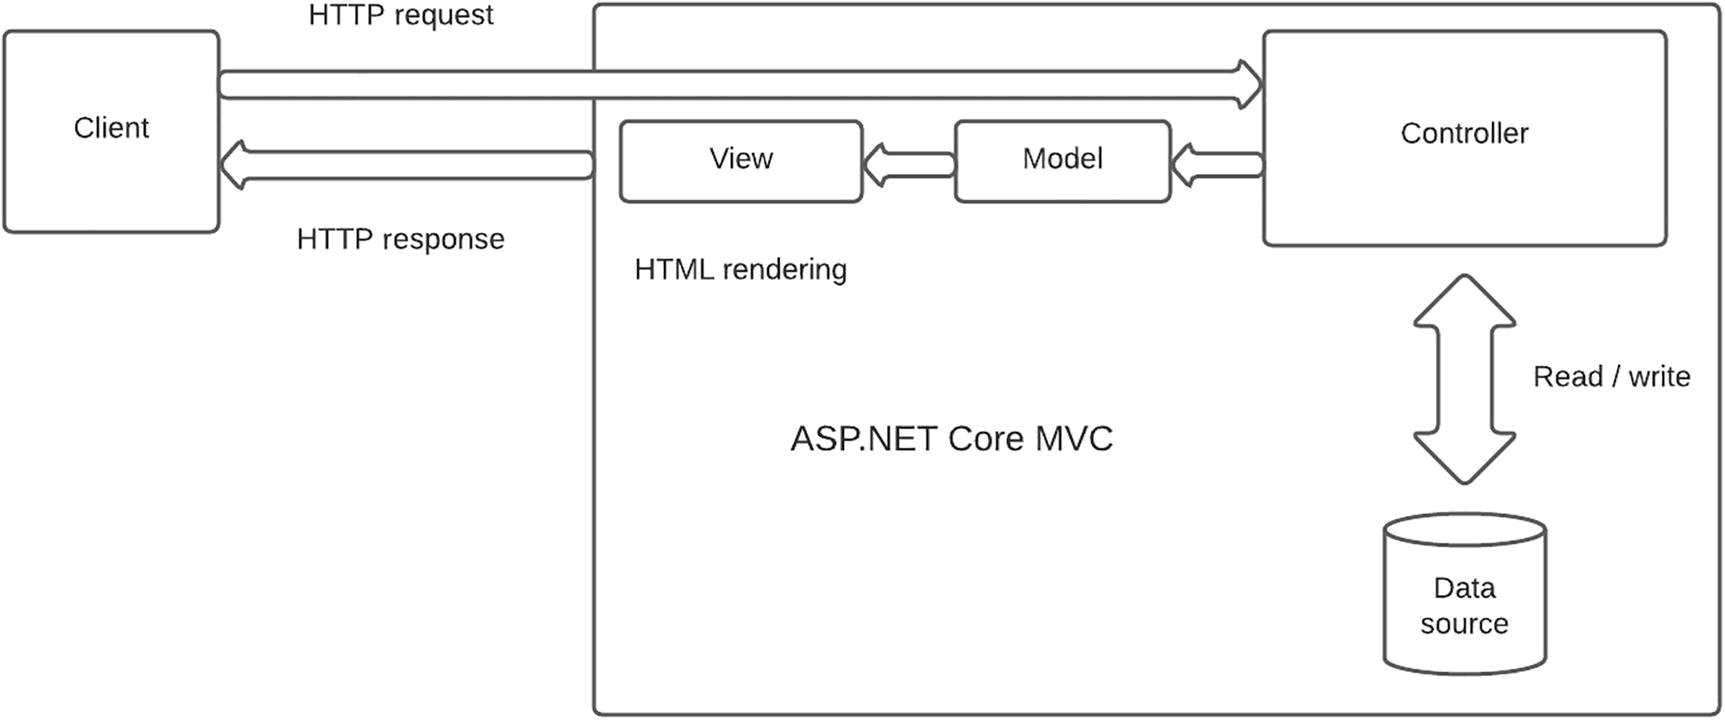 HTTP request
Client
Controller
View
Model
HTTP response
HTML rendering
Read / write
ASP.NET Core MVC
Data
source